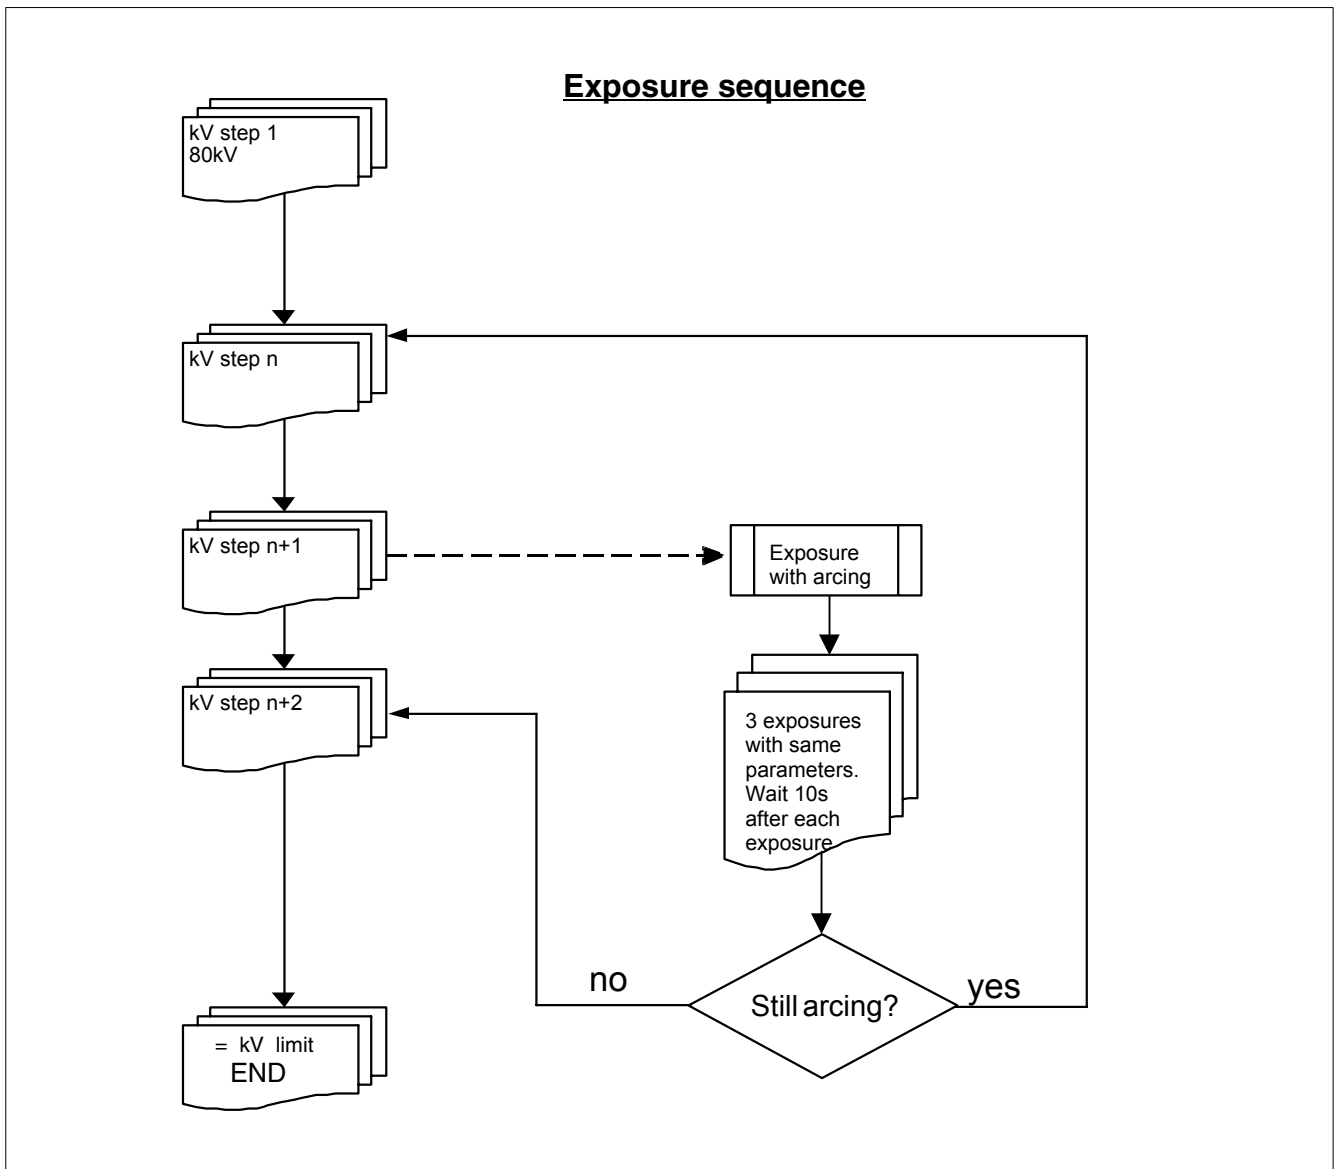 Exposure sequence
kV step 1
80kV
kV step n
kV step n+1
Exposure
with arcing
kV step n+2
3 exposures
with same
parameters.
Wait 10s
after each
exposure
no
Still arcing?
yes
= kV limit
END